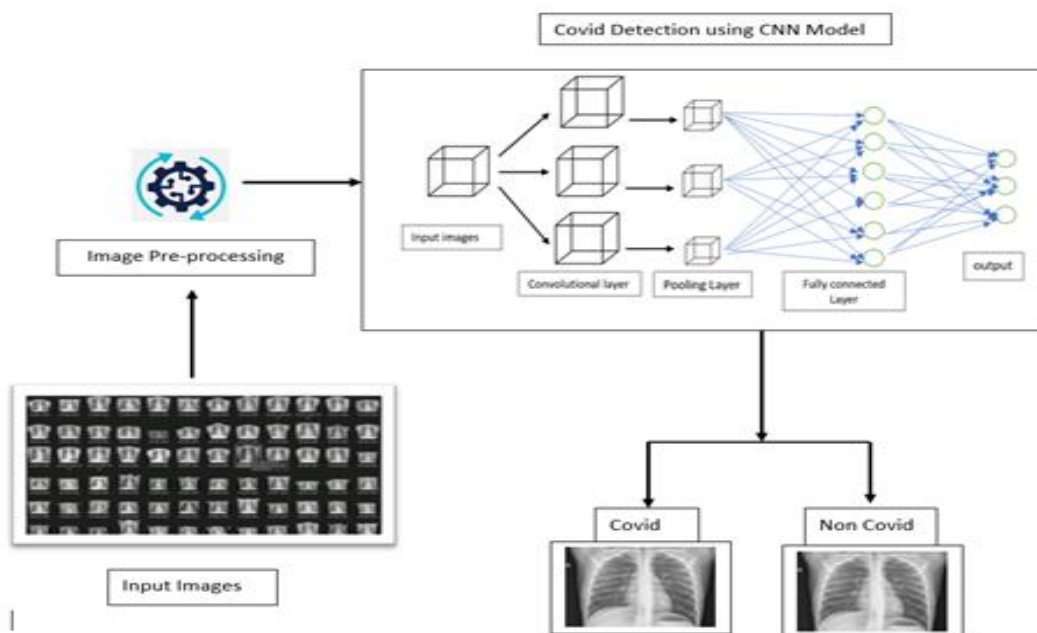 Covid Detection using CNN Model
Input images
Convolutional layer
Pooling Layer
Fully connected
Layer
output
Image Pre-processing
Input Images
Covid
Non Covid